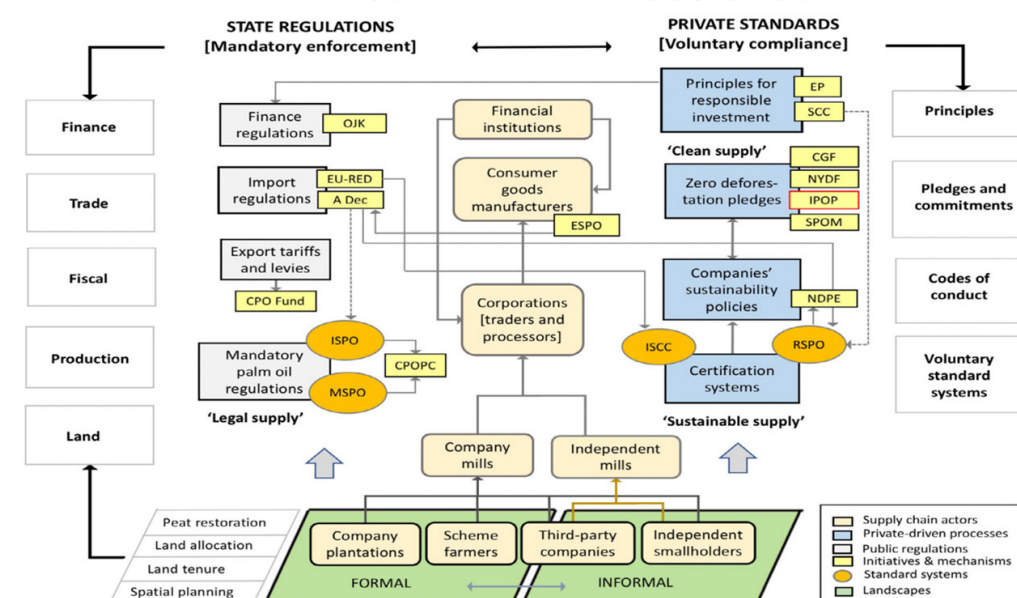 STATE REGULATIONS
[Mandatory enforcement]
PRIVATE STANDARDS
[Voluntary compliance]
Finance
Trade
Fiscal
Production
Land
Finance
regulations
OJK
Import
regulations
EU-RED
A Dec
Export tariffs
and levies
CPO Fund
ISPO
Mandatory
palm oil
regulations
MSPO
CPOPC
'Legal supply'
Financial
institutions
Consumer
goods
manufacturers
ESPO
Corporations
[traders and
processors]
Company
mills
Independent
mills
Principles for
responsible
investment
EP
SCC
'Clean supply'
Zero defores-
tation pledges
CGF
NYDF
IPOP
SPOM
Companies'
sustainability
policies
NDPE
ISCC
RSPO
Certification
systems
'Sustainable supply'
Principles
Pledges and
commitments
Codes of
conduct
Voluntary
standard
systems
Peat restoration
Land allocation
Land tenure
Spatial planning
Company
plantations
Scheme
farmers
Third-party
companies
Independent
smallholders
FORMAL
INFORMAL
Supply chain actors
Private-driven processes
Public regulations
Initiatives & mechanisms
Standard systems
Landscapes